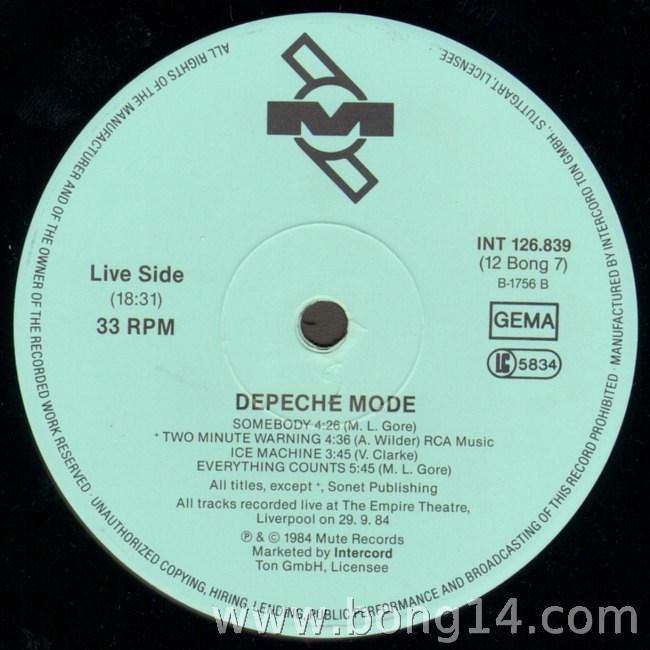 M
Live Side
(18:31)
33 RPM
INT 126.839
(12 Bong 7)
B-1756 B
GEMA
LC 5834
DEPECHE MODE
SOMEBODY 4:26 (M. L. Gore)
* TWO MINUTE WARNING 4:36 (A. Wilder) RCA Music
ICE MACHINE 3:45 (V. Clarke)
EVERYTHING COUNTS 5:45 (M. L. Gore)
All titles, except *, Sonet Publishing
All tracks recorded live at The Empire Theatre,
Liverpool on 29. 9. 84
℗ & © 1984 Mute Records
Marketed by Intercord
Ton GmbH, Licensee
ALL RIGHTS OF THE MANUFACTURER AND OF THE OWNER OF THE RECORDED WORK RESERVED · UNAUTHORIZED COPYING, HIRING, LENDING, PUBLIC PERFORMANCE AND BROADCASTING OF THIS RECORD PROHIBITED · MANUFACTURED BY INTERCORD TON GMBH., STUTTGART, LICENSEE.
www.bong14.com